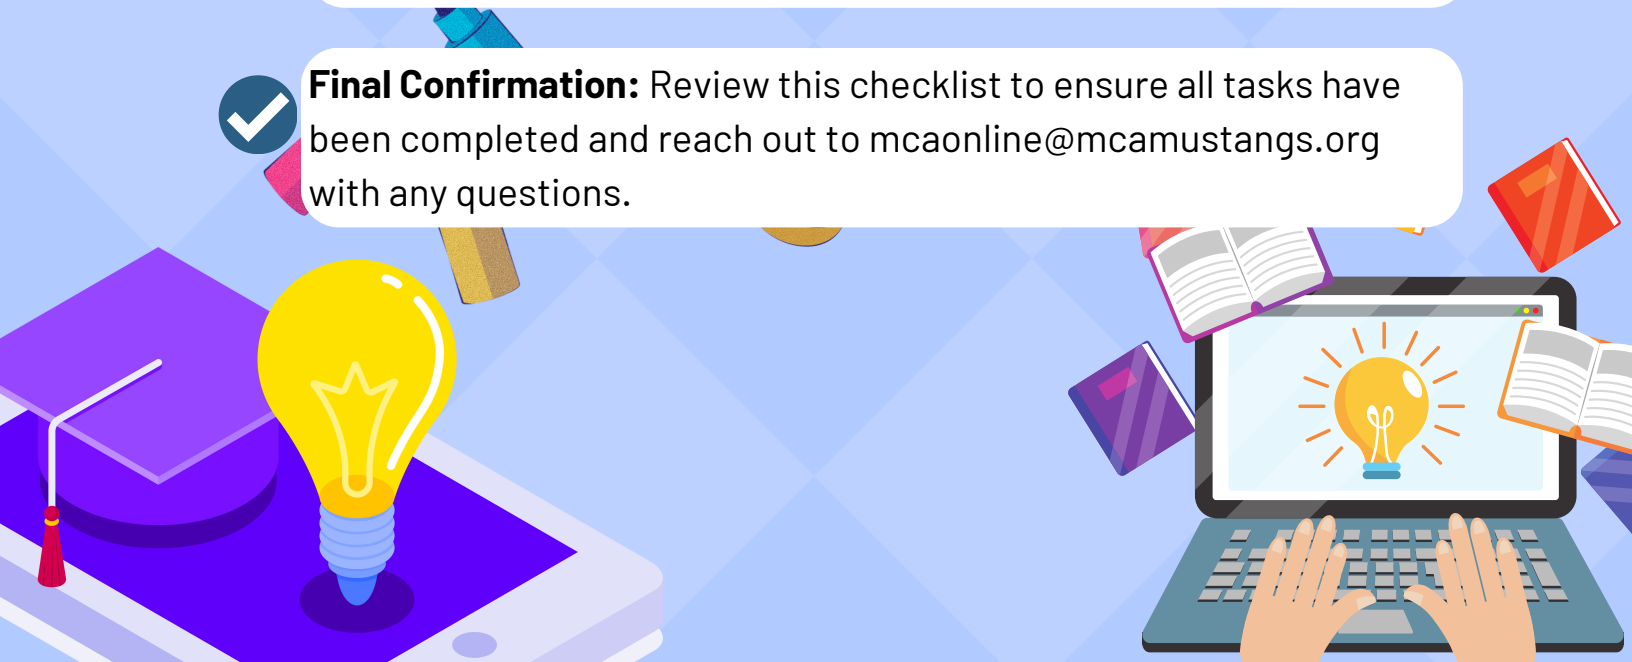 Final Confirmation: Review this checklist to ensure all tasks have
been completed and reach out to mcaonline@mcamustangs.org
with any questions.